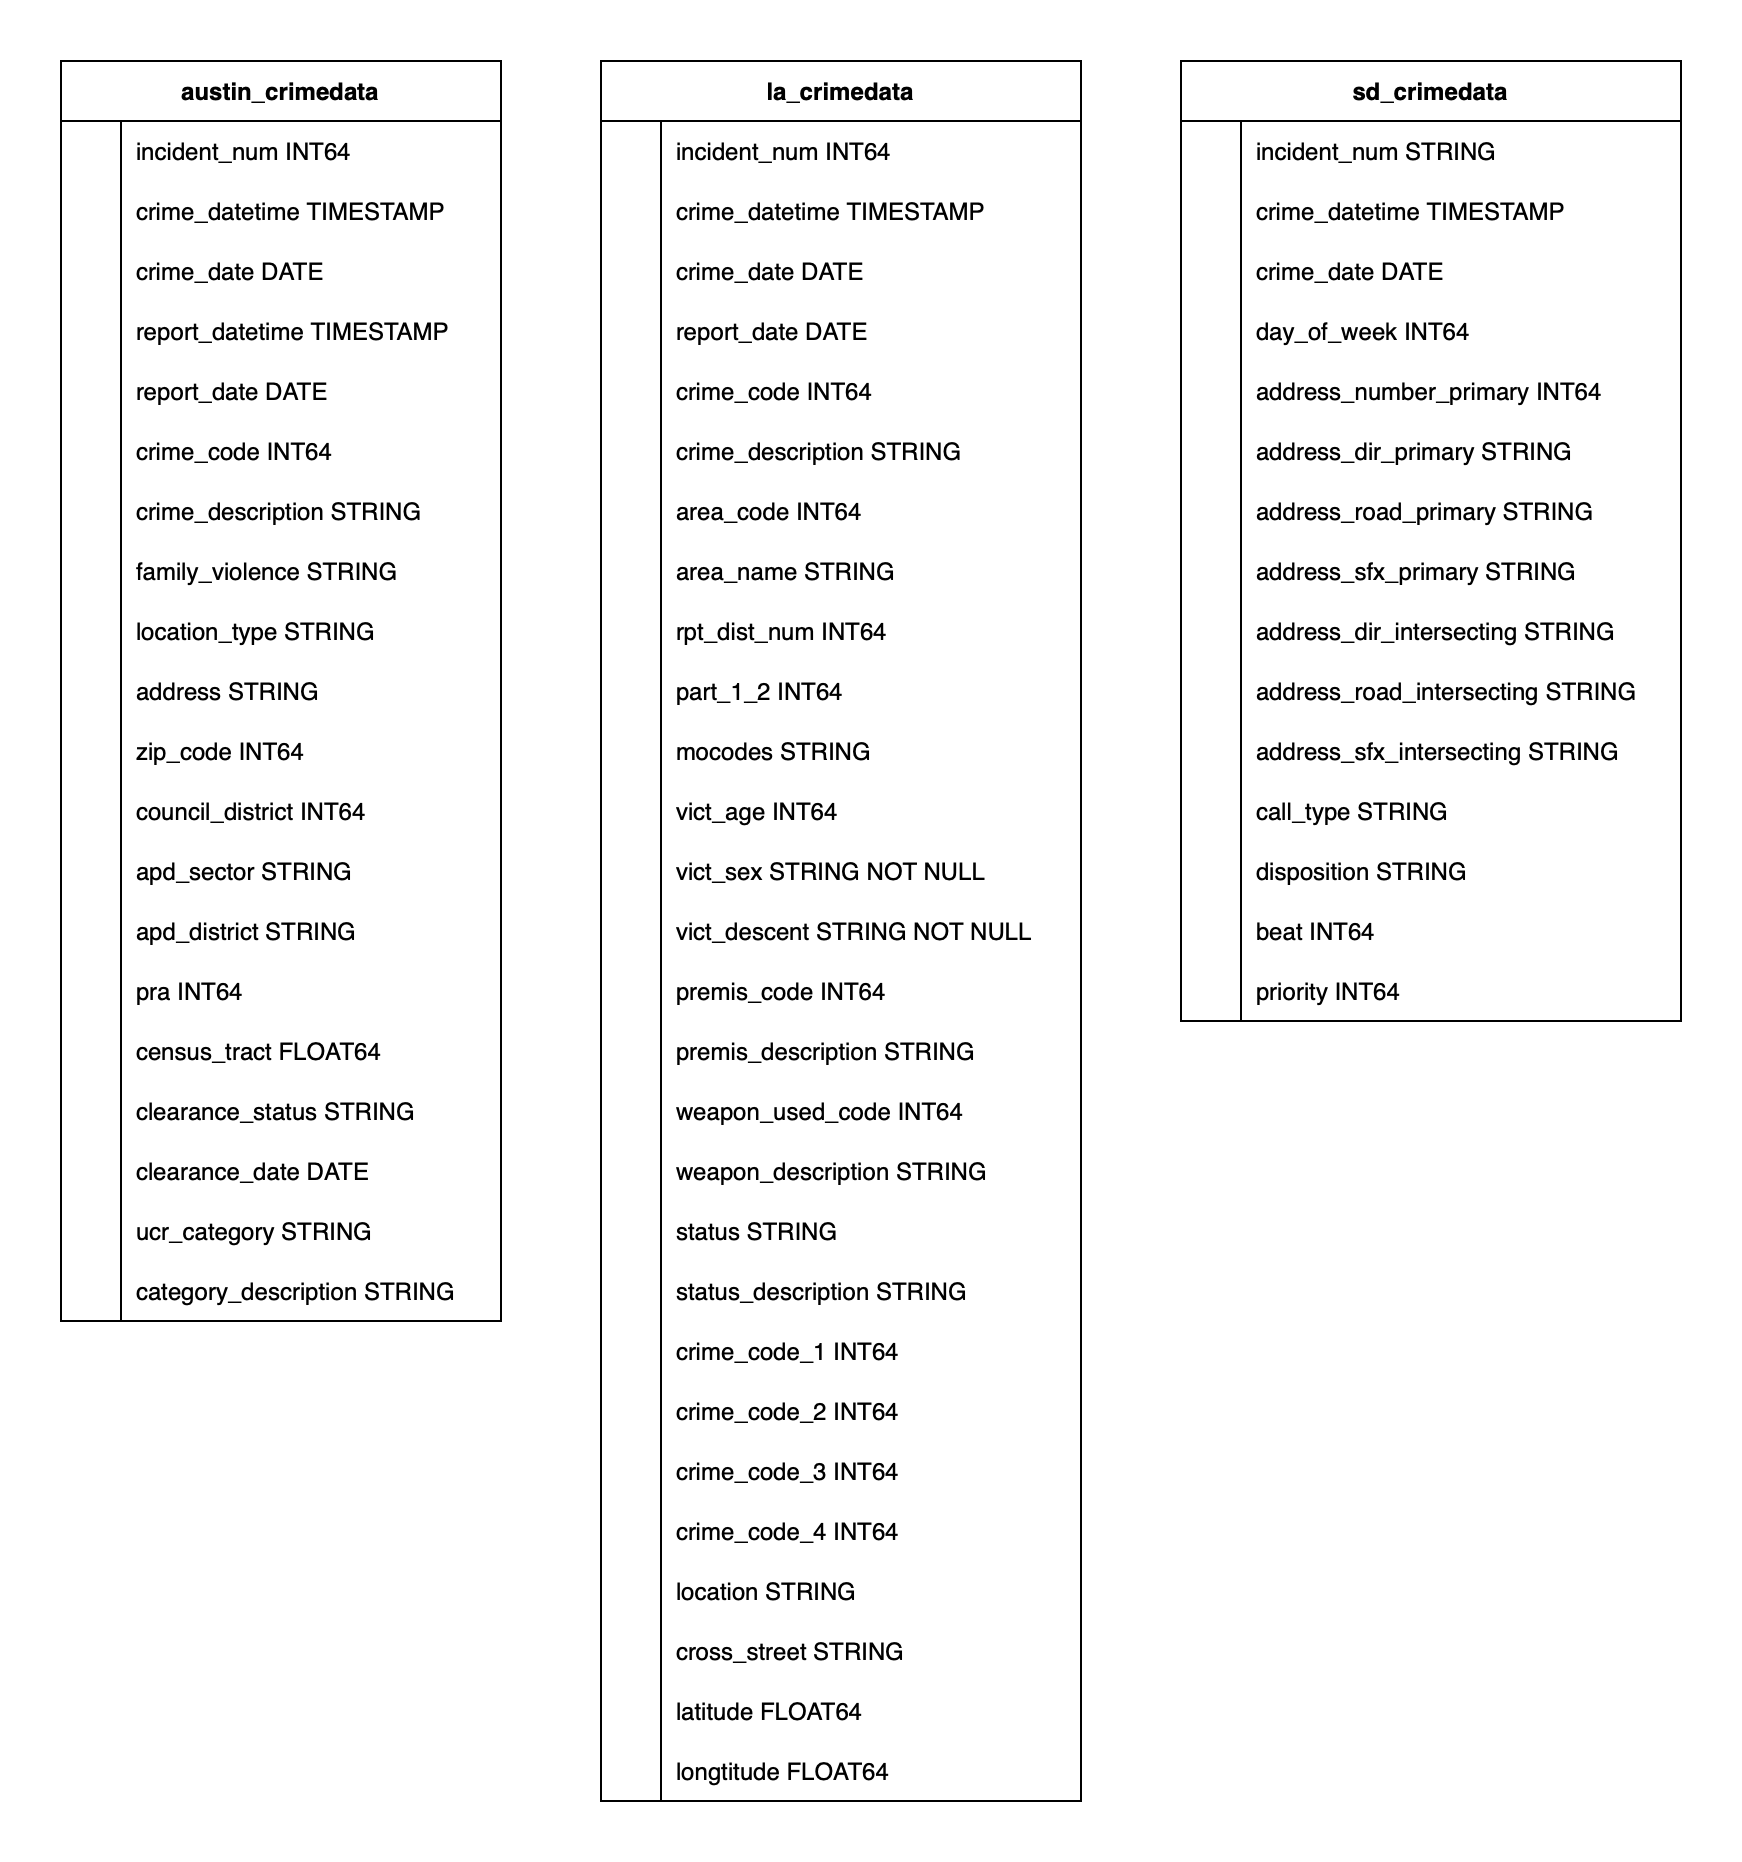 austin_crimedata
incident_num INT64
crime_datetime TIMESTAMP
crime_date DATE
report_datetime TIMESTAMP
report_date DATE
crime_code INT64
crime_description STRING
family_violence STRING
location_type STRING
address STRING
zip_code INT64
council_district INT64
apd_sector STRING
apd_district STRING
pra INT64
census_tract FLOAT64
clearance_status STRING
clearance_date DATE
ucr_category STRING
category_description STRING
la_crimedata
incident_num INT64
crime_datetime TIMESTAMP
crime_date DATE
report_date DATE
crime_code INT64
crime_description STRING
area_code INT64
area_name STRING
rpt_dist_num INT64
part_1_2 INT64
mocodes STRING
vict_age INT64
vict_sex STRING NOT NULL
vict_descent STRING NOT NULL
premis_code INT64
premis_description STRING
weapon_used_code INT64
weapon_description STRING
status STRING
status_description STRING
crime_code_1 INT64
crime_code_2 INT64
crime_code_3 INT64
crime_code_4 INT64
location STRING
cross_street STRING
latitude FLOAT64
longtitude FLOAT64
sd_crimedata
incident_num STRING
crime_datetime TIMESTAMP
crime_date DATE
day_of_week INT64
address_number_primary INT64
address_dir_primary STRING
address_road_primary STRING
address_sfx_primary STRING
address_dir_intersecting STRING
address_road_intersecting STRING
address_sfx_intersecting STRING
call_type STRING
disposition STRING
beat INT64
priority INT64